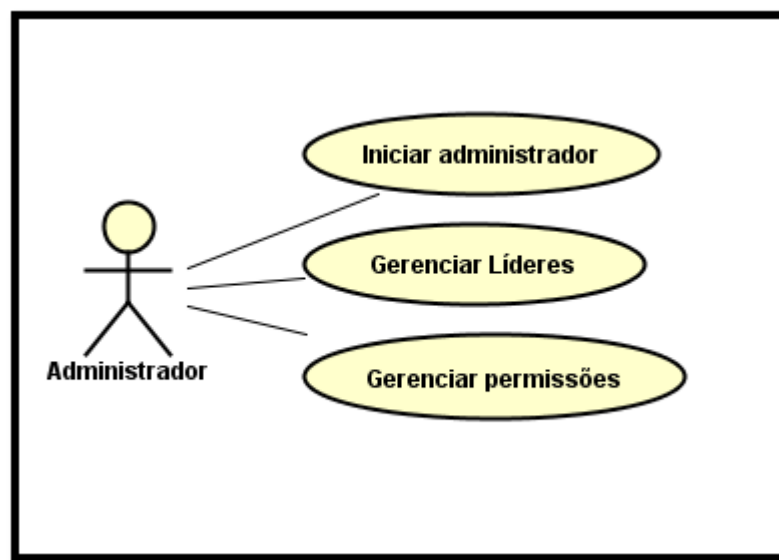 Iniciar administrador
Gerenciar Líderes
Administrador
Gerenciar permissões